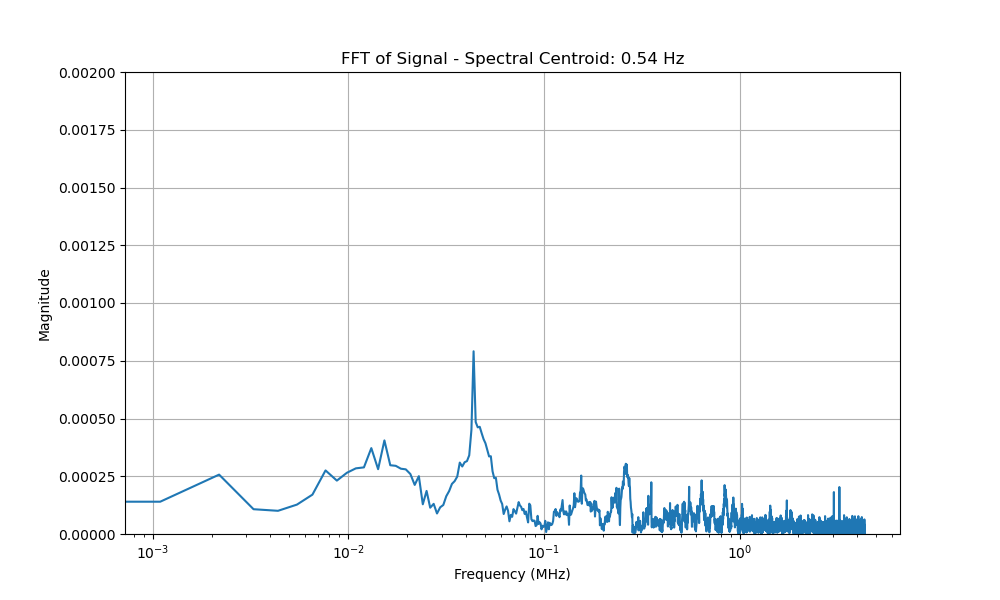 FFT of Signal - Spectral Centroid: 0.54 Hz
0.00200
0.00175
0.00150
0.00125
0.00100
0.00075
0.00050
0.00025
0.00000
Magnitude
10⁻³ 10⁻² 10⁻¹ 10⁰
Frequency (MHz)